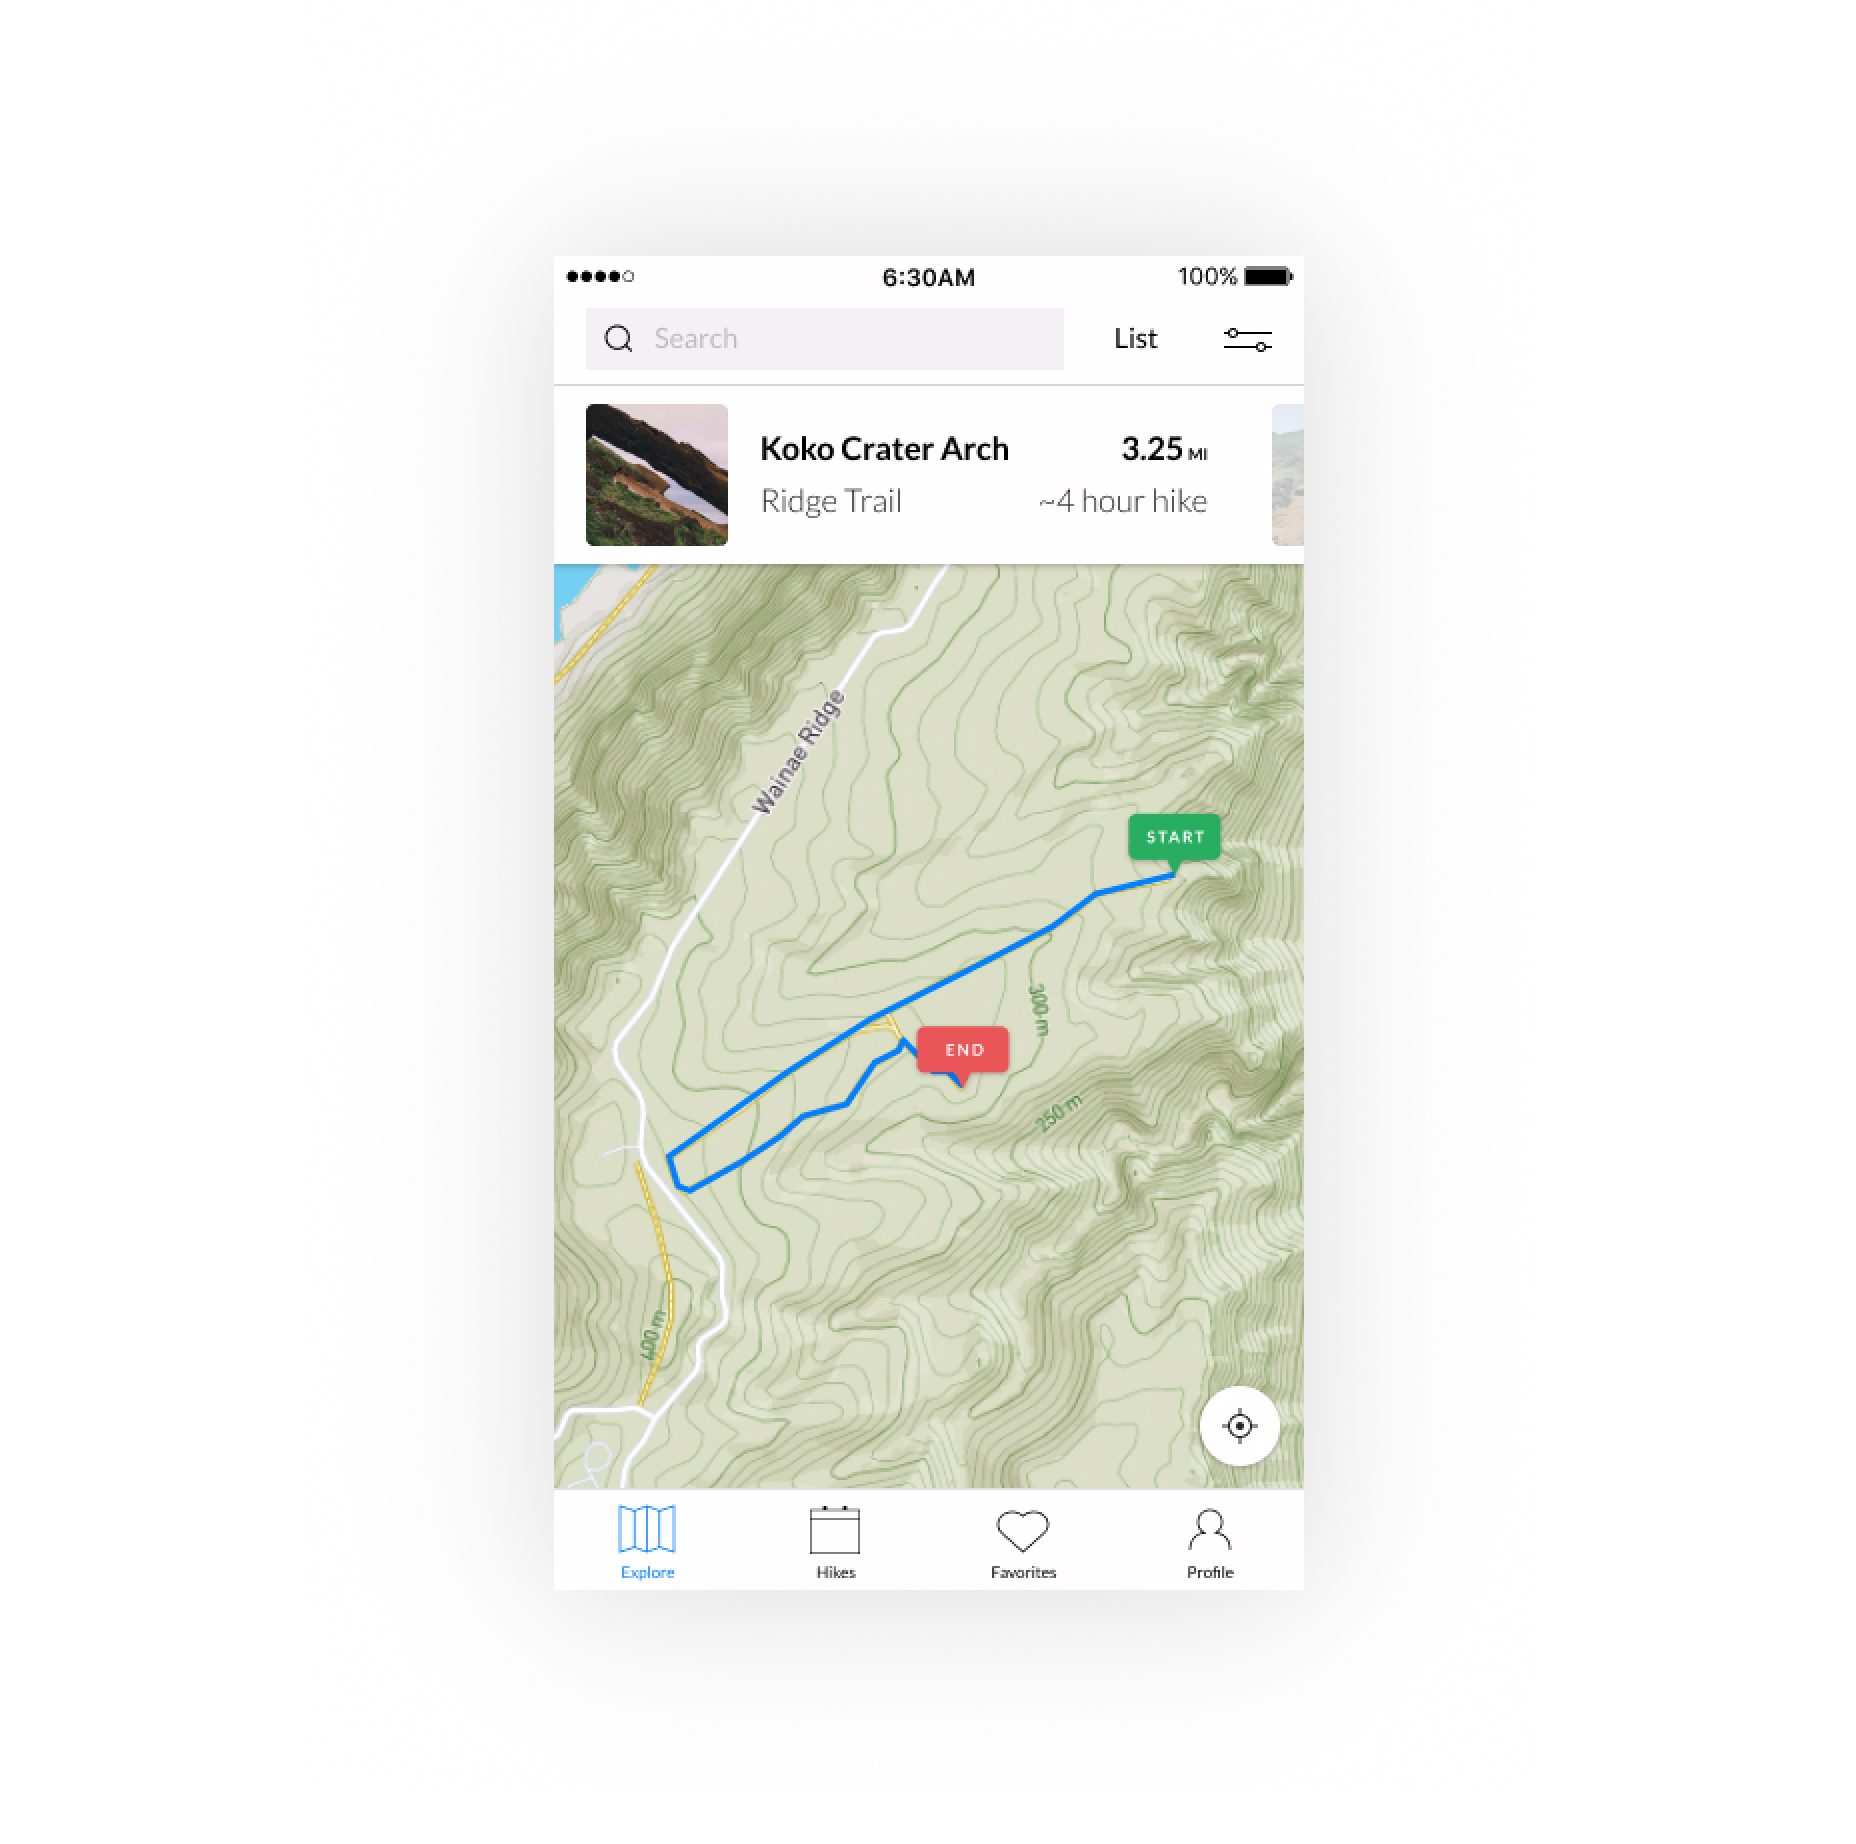 6:30AM
100%
Search
List
Koko Crater Arch
3.25 MI
Ridge Trail
~4 hour hike
Wainae Ridge
START
300 m
END
250 m
400 m
Explore
Hikes
Favorites
Profile